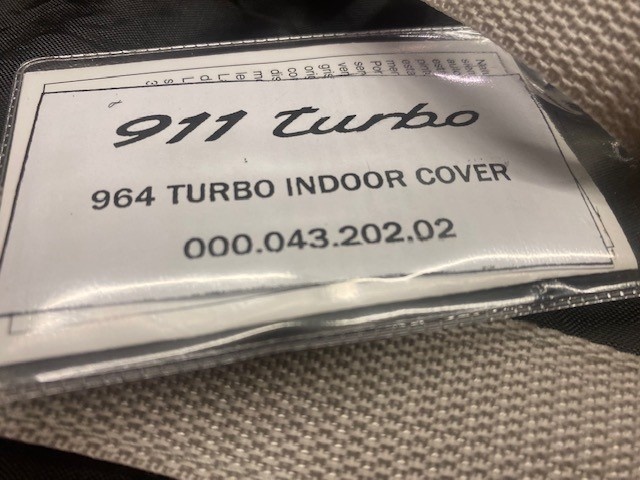 911 turbo
964 TURBO INDOOR COVER
000.043.202.02